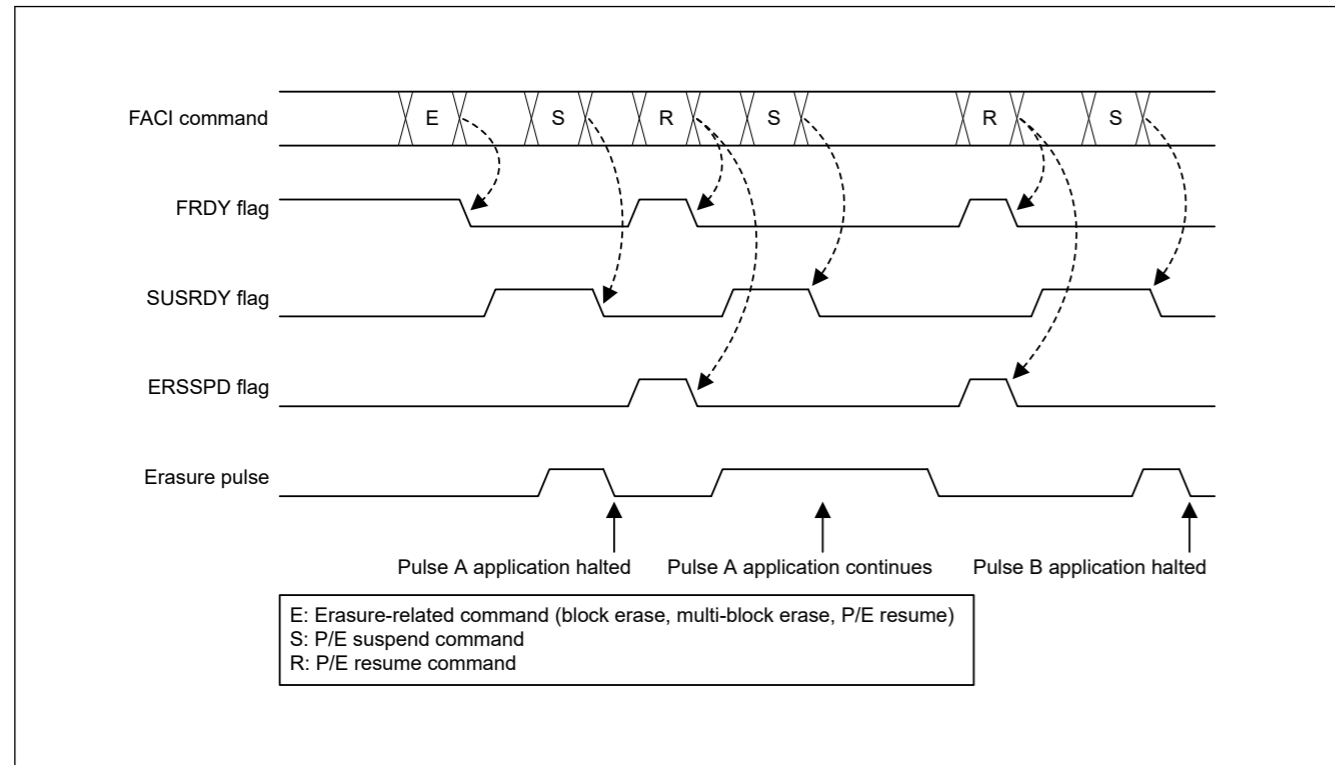 FACI command
E
S
R
S
R
S
FRDY flag
SUSRDY flag
ERSSPD flag
Erasure pulse
Pulse A application halted
Pulse A application continues
Pulse B application halted
E: Erasure-related command (block erase, multi-block erase, P/E resume)
S: P/E suspend command
R: P/E resume command